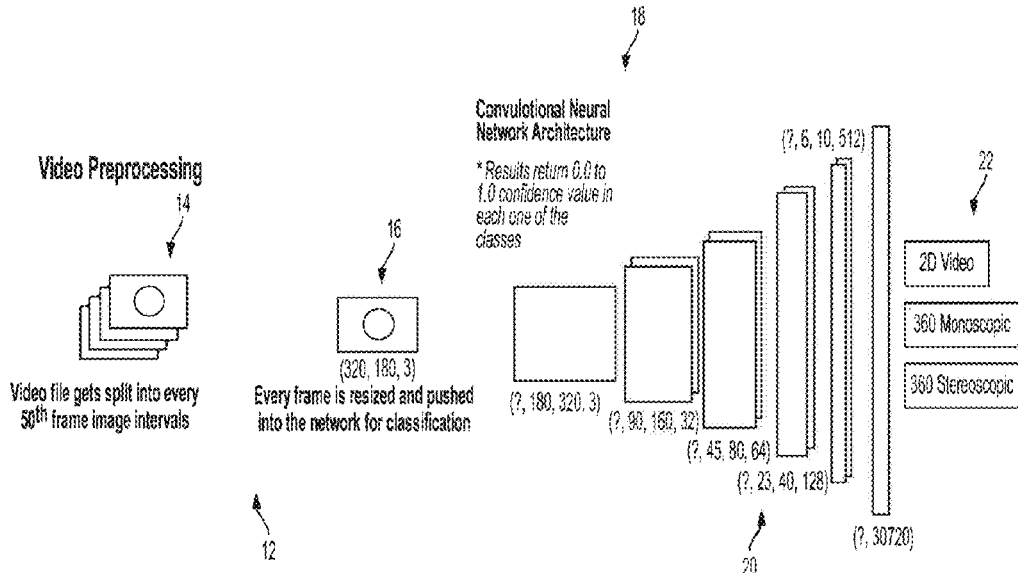 18
Convulotional Neural
Network Architecture
* Results return 0.0 to
1.0 confidence value in
each one of the
classes
(?, 6, 10, 512)
22
Video Preprocessing
14
16
2D Video
360 Monoscopic
360 Stereoscopic
(320, 180, 3)
Video file gets split into every
50th frame image intervals
Every frame is resized and pushed
into the network for classification
(?, 180, 320, 3)
(?, 90, 160, 32)
(?, 45, 80, 64)
(?, 23, 40, 128)
(?, 30720)
12
20